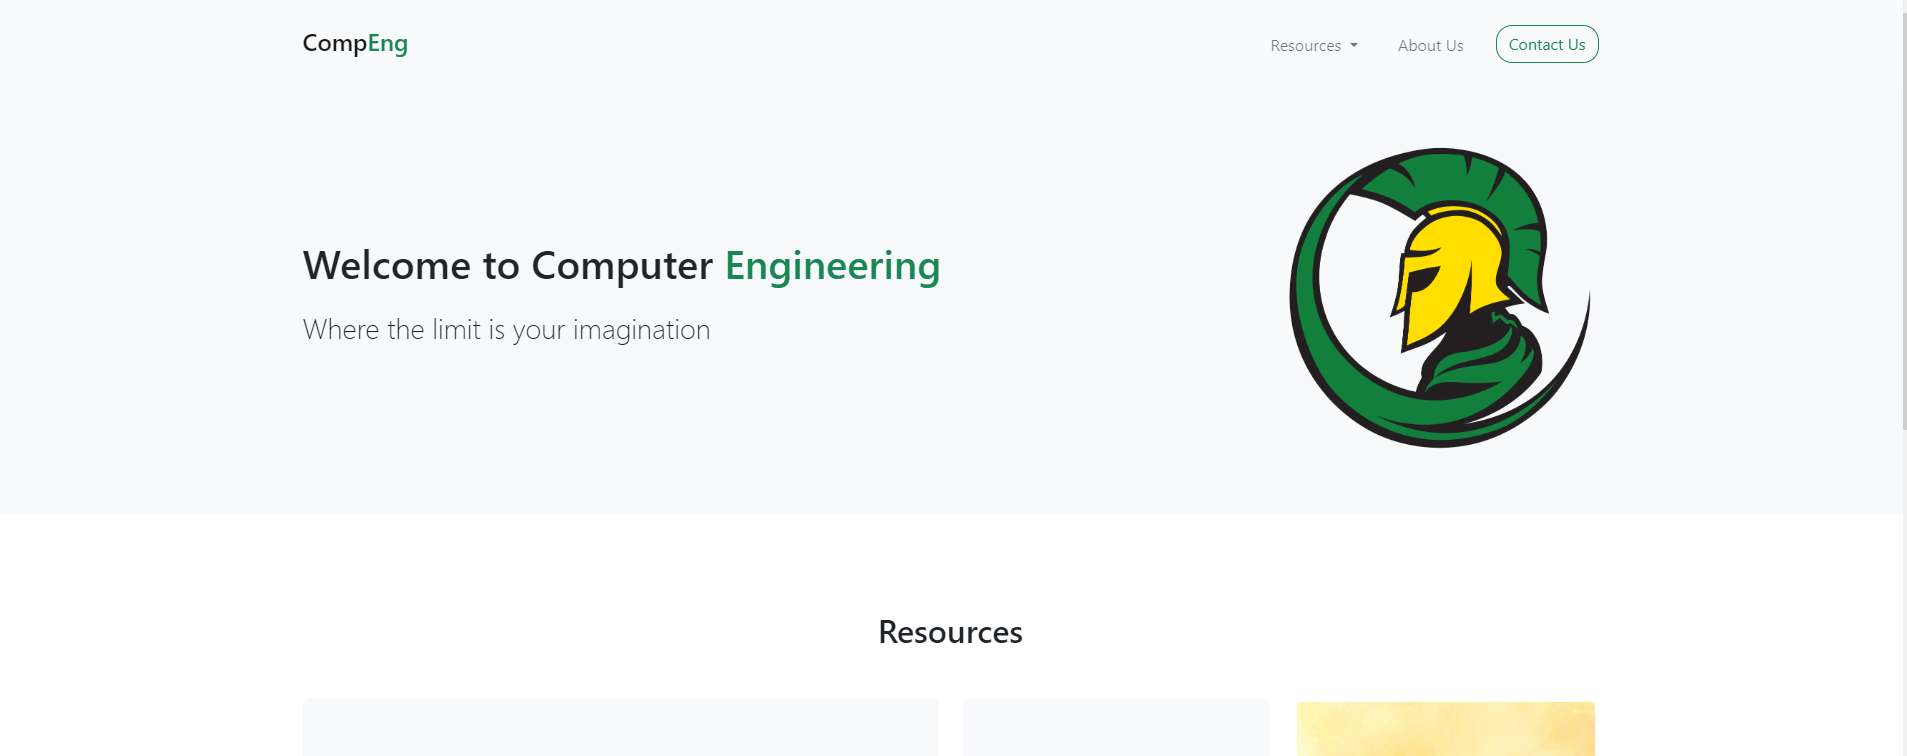 CompEng
Resources
About Us
Contact Us
Welcome to Computer Engineering
Where the limit is your imagination
Resources